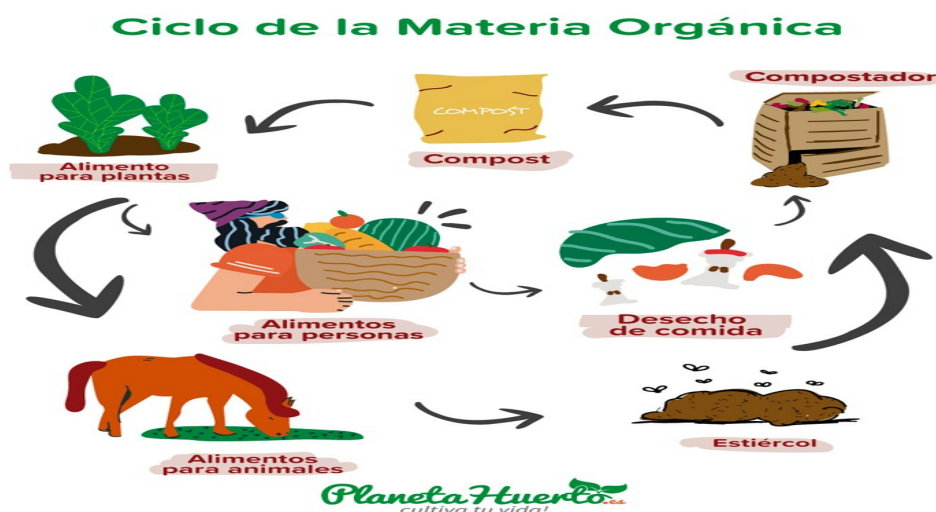 Ciclo de la Materia Orgánica
Compostador
COMPOST
Compost
Alimento
para plantas
Alimentos
para personas
Desecho
de comida
Alimentos
para animales
Estiércol
PlanetaHuerto.es
cultiva tu vida!